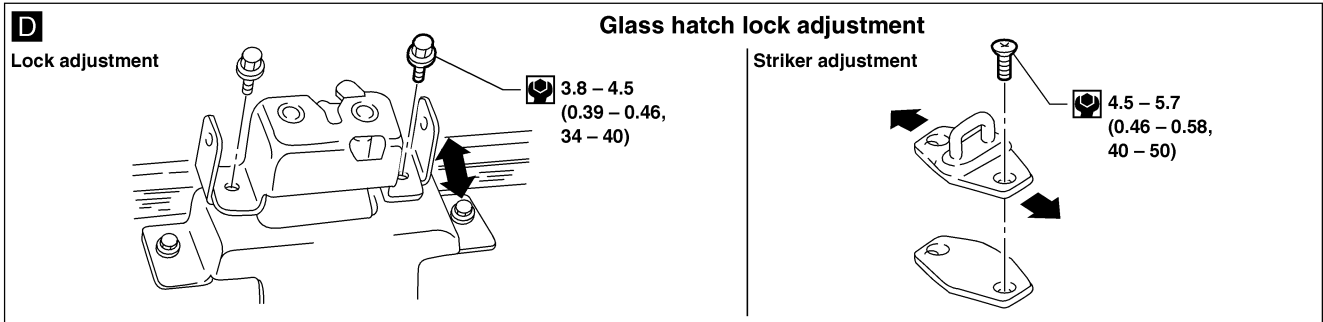 D
Glass hatch lock adjustment
Lock adjustment
3.8 – 4.5
(0.39 – 0.46,
34 – 40)
Striker adjustment
4.5 – 5.7
(0.46 – 0.58,
40 – 50)